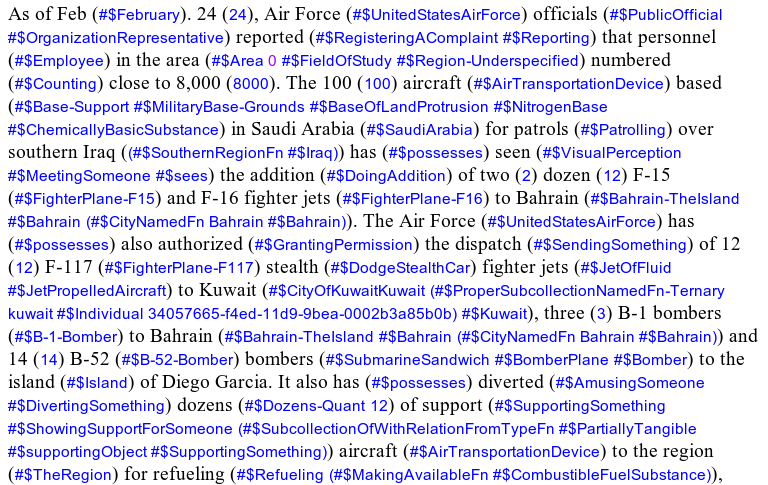 As of Feb (#$February). 24 (24), Air Force (#$UnitedStatesAirForce) officials (#$PublicOfficial
#$OrganizationRepresentative) reported (#$RegisteringAComplaint #$Reporting) that personnel
(#$Employee) in the area (#$Area 0 #$FieldOfStudy #$Region-Underspecified) numbered
(#$Counting) close to 8,000 (8000). The 100 (100) aircraft (#$AirTransportationDevice) based
(#$Base-Support #$MilitaryBase-Grounds #$BaseOfLandProtrusion #$NitrogenBase
#$ChemicallyBasicSubstance) in Saudi Arabia (#$SaudiArabia) for patrols (#$Patrolling) over
southern Iraq ((#$SouthernRegionFn #$Iraq)) has (#$possesses) seen (#$VisualPerception
#$MeetingSomeone #$sees) the addition (#$DoingAddition) of two (2) dozen (12) F-15
(#$FighterPlane-F15) and F-16 fighter jets (#$FighterPlane-F16) to Bahrain (#$Bahrain-TheIsland
#$Bahrain (#$CityNamedFn Bahrain #$Bahrain)). The Air Force (#$UnitedStatesAirForce) has
(#$possesses) also authorized (#$GrantingPermission) the dispatch (#$SendingSomething) of 12
(12) F-117 (#$FighterPlane-F117) stealth (#$DodgeStealthCar) fighter jets (#$JetOfFluid
#$JetPropelledAircraft) to Kuwait (#$CityOfKuwaitKuwait (#$ProperSubcollectionNamedFn-Ternary
kuwait #$Individual 34057665-f4ed-11d9-9bea-0002b3a85b0b) #$Kuwait), three (3) B-1 bombers
(#$B-1-Bomber) to Bahrain (#$Bahrain-TheIsland #$Bahrain (#$CityNamedFn Bahrain #$Bahrain)) and
14 (14) B-52 (#$B-52-Bomber) bombers (#$SubmarineSandwich #$BomberPlane #$Bomber) to the
island (#$Island) of Diego Garcia. It also has (#$possesses) diverted (#$AmusingSomeone
#$DivertingSomething) dozens (#$Dozens-Quant 12) of support (#$SupportingSomething
#$ShowingSupportForSomeone (#$SubcollectionOfWithRelationFromTypeFn #$PartiallyTangible
#$supportingObject #$SupportingSomething)) aircraft (#$AirTransportationDevice) to the region
(#$TheRegion) for refueling (#$Refueling (#$MakingAvailableFn #$CombustibleFuelSubstance)),